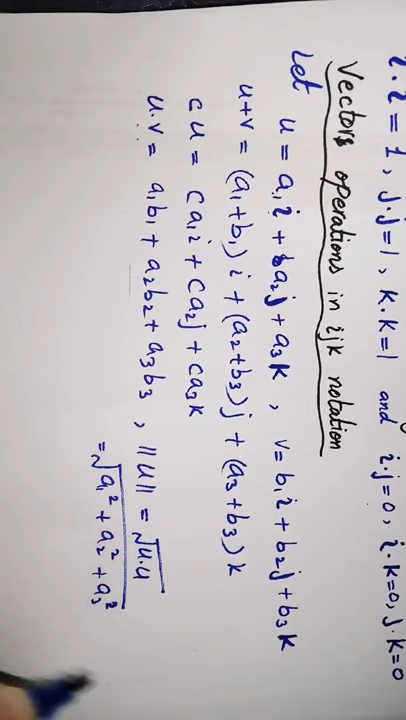 i.i = 1, j.j=1, k.k=1 and i.j=0, i.k=0, j.k=0
Vectors operations in ijk notation
Let u = a₁i + a₂j + a₃k , v = b₁i + b₂j + b₃k
u+v = (a₁+b₁)i + (a₂+b₃)j + (a₃+b₃)k
cu = ca₁i + ca₂j + ca₃k
u.v = a₁b₁ + a₂b₂ + a₃b₃ , ||u|| = √u.u
= √a₁² + a₂² + a₃²